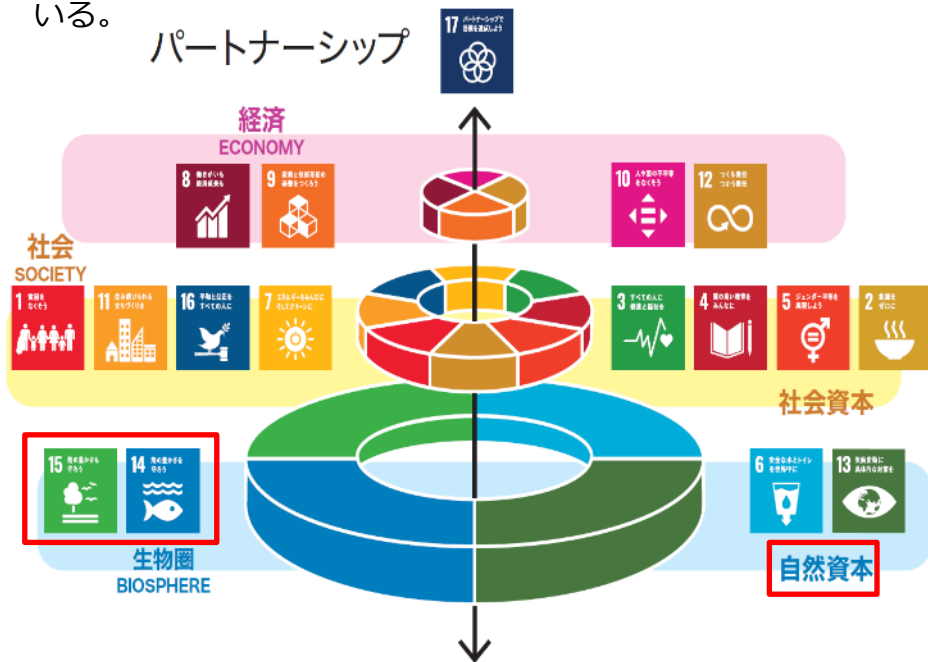 いる。
パートナーシップ
17 パートナーシップで
目標を達成しよう
経済
ECONOMY
8 働きがいも
経済成長も
9 産業と技術革新の
基盤をつくろう
10 人や国の不平等
をなくそう
12 つくる責任
つかう責任
社会
SOCIETY
1 貧困を
なくそう
11 住み続けられる
まちづくりを
16 平和と公正を
すべての人に
7 エネルギーをみんなに
そしてクリーンに
3 すべての人に
健康と福祉を
4 質の高い教育を
みんなに
5 ジェンダー平等を
実現しよう
2 飢餓を
ゼロに
社会資本
15 陸の豊かさも
守ろう
14 海の豊かさを
守ろう
6 安全な水とトイレ
を世界中に
13 気候変動に
具体的な対策を
生物圏
BIOSPHERE
自然資本